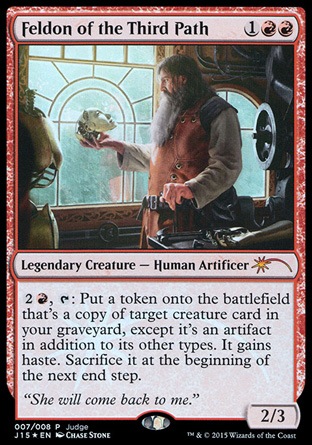 Feldon of the Third Path 1
Legendary Creature — Human Artificer
2 , : Put a token onto the battlefield
that's a copy of target creature card
in your graveyard, except it's an artifact
in addition to its other types. It gains
haste. Sacrifice it at the beginning of
the next end step.
"She will come back to me."
2/3
007/008 P Judge
J15 ★ EN Chase Stone
™ & © 2015 Wizards of the Coast